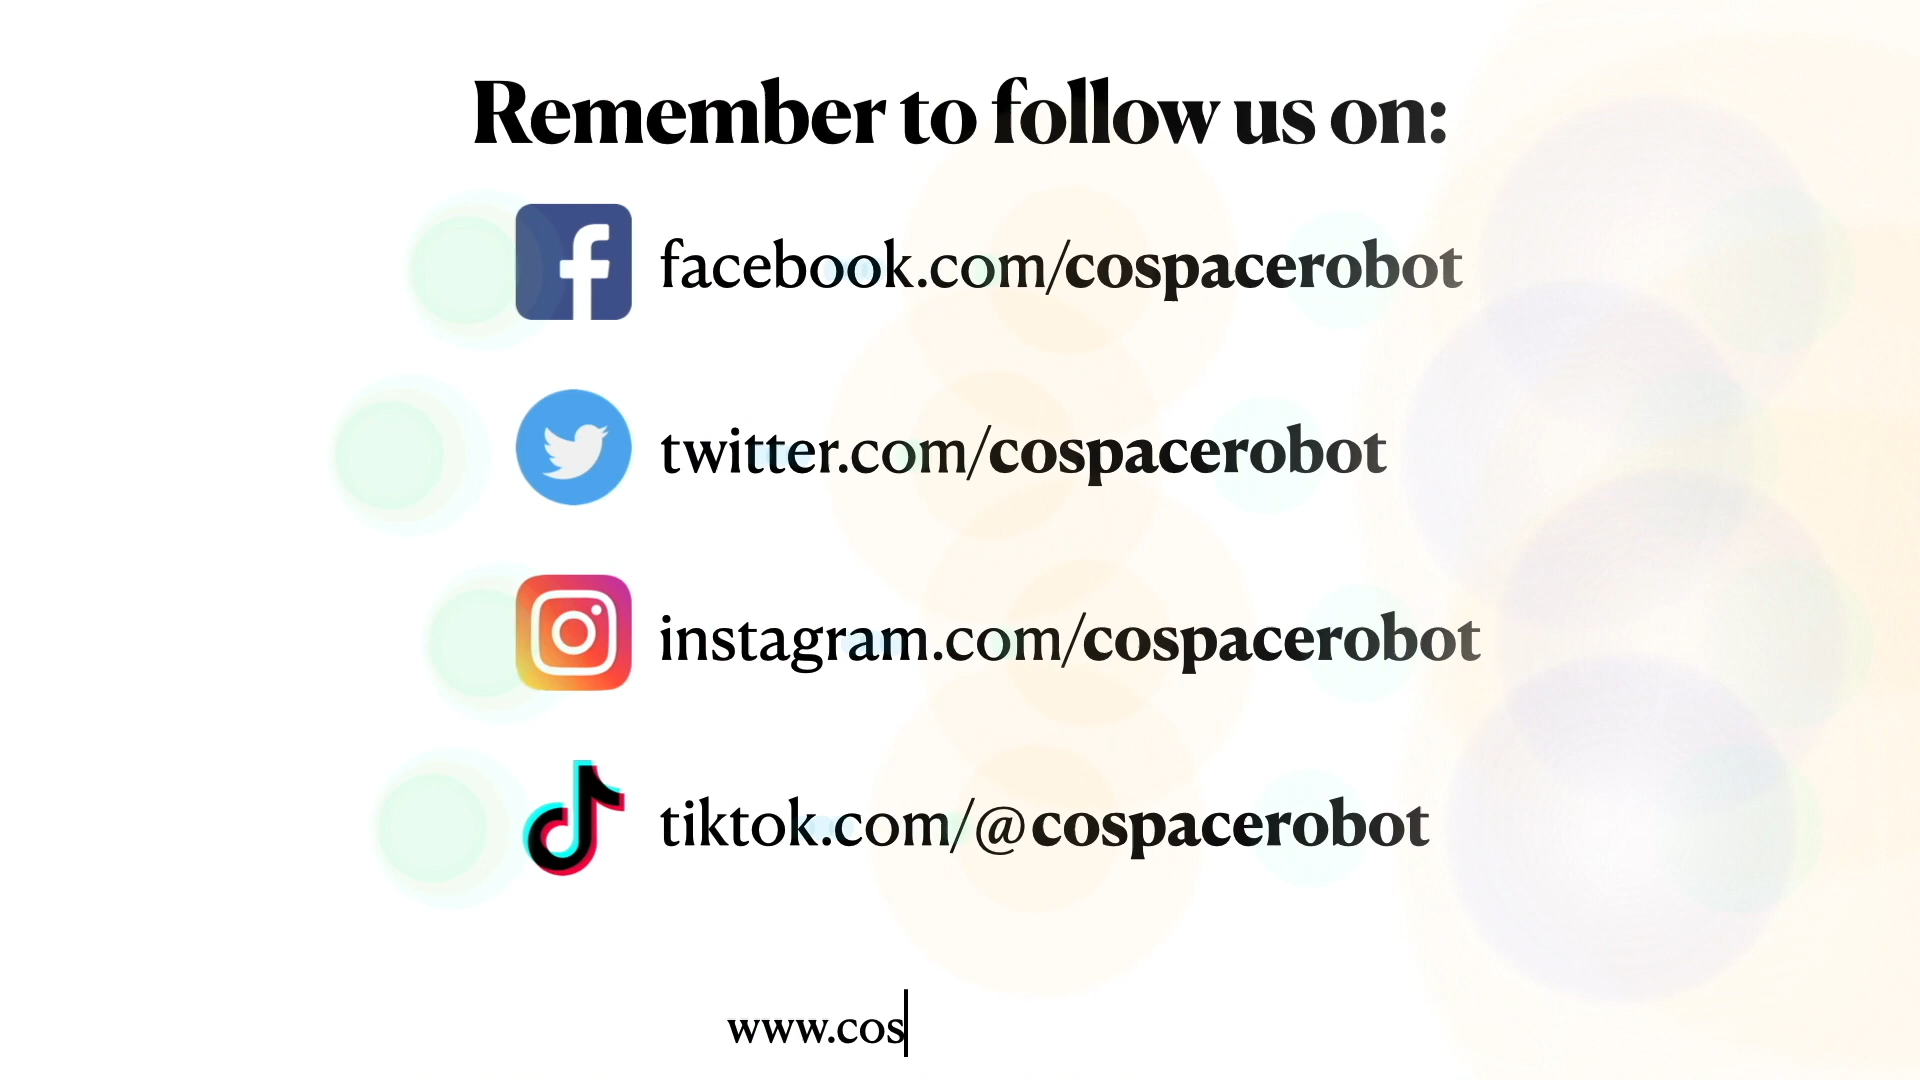 Remember to follow us on:
facebook.com/cospacerobot
twitter.com/cospacerobot
instagram.com/cospacerobot
tiktok.com/@cospacerobot
www.cos